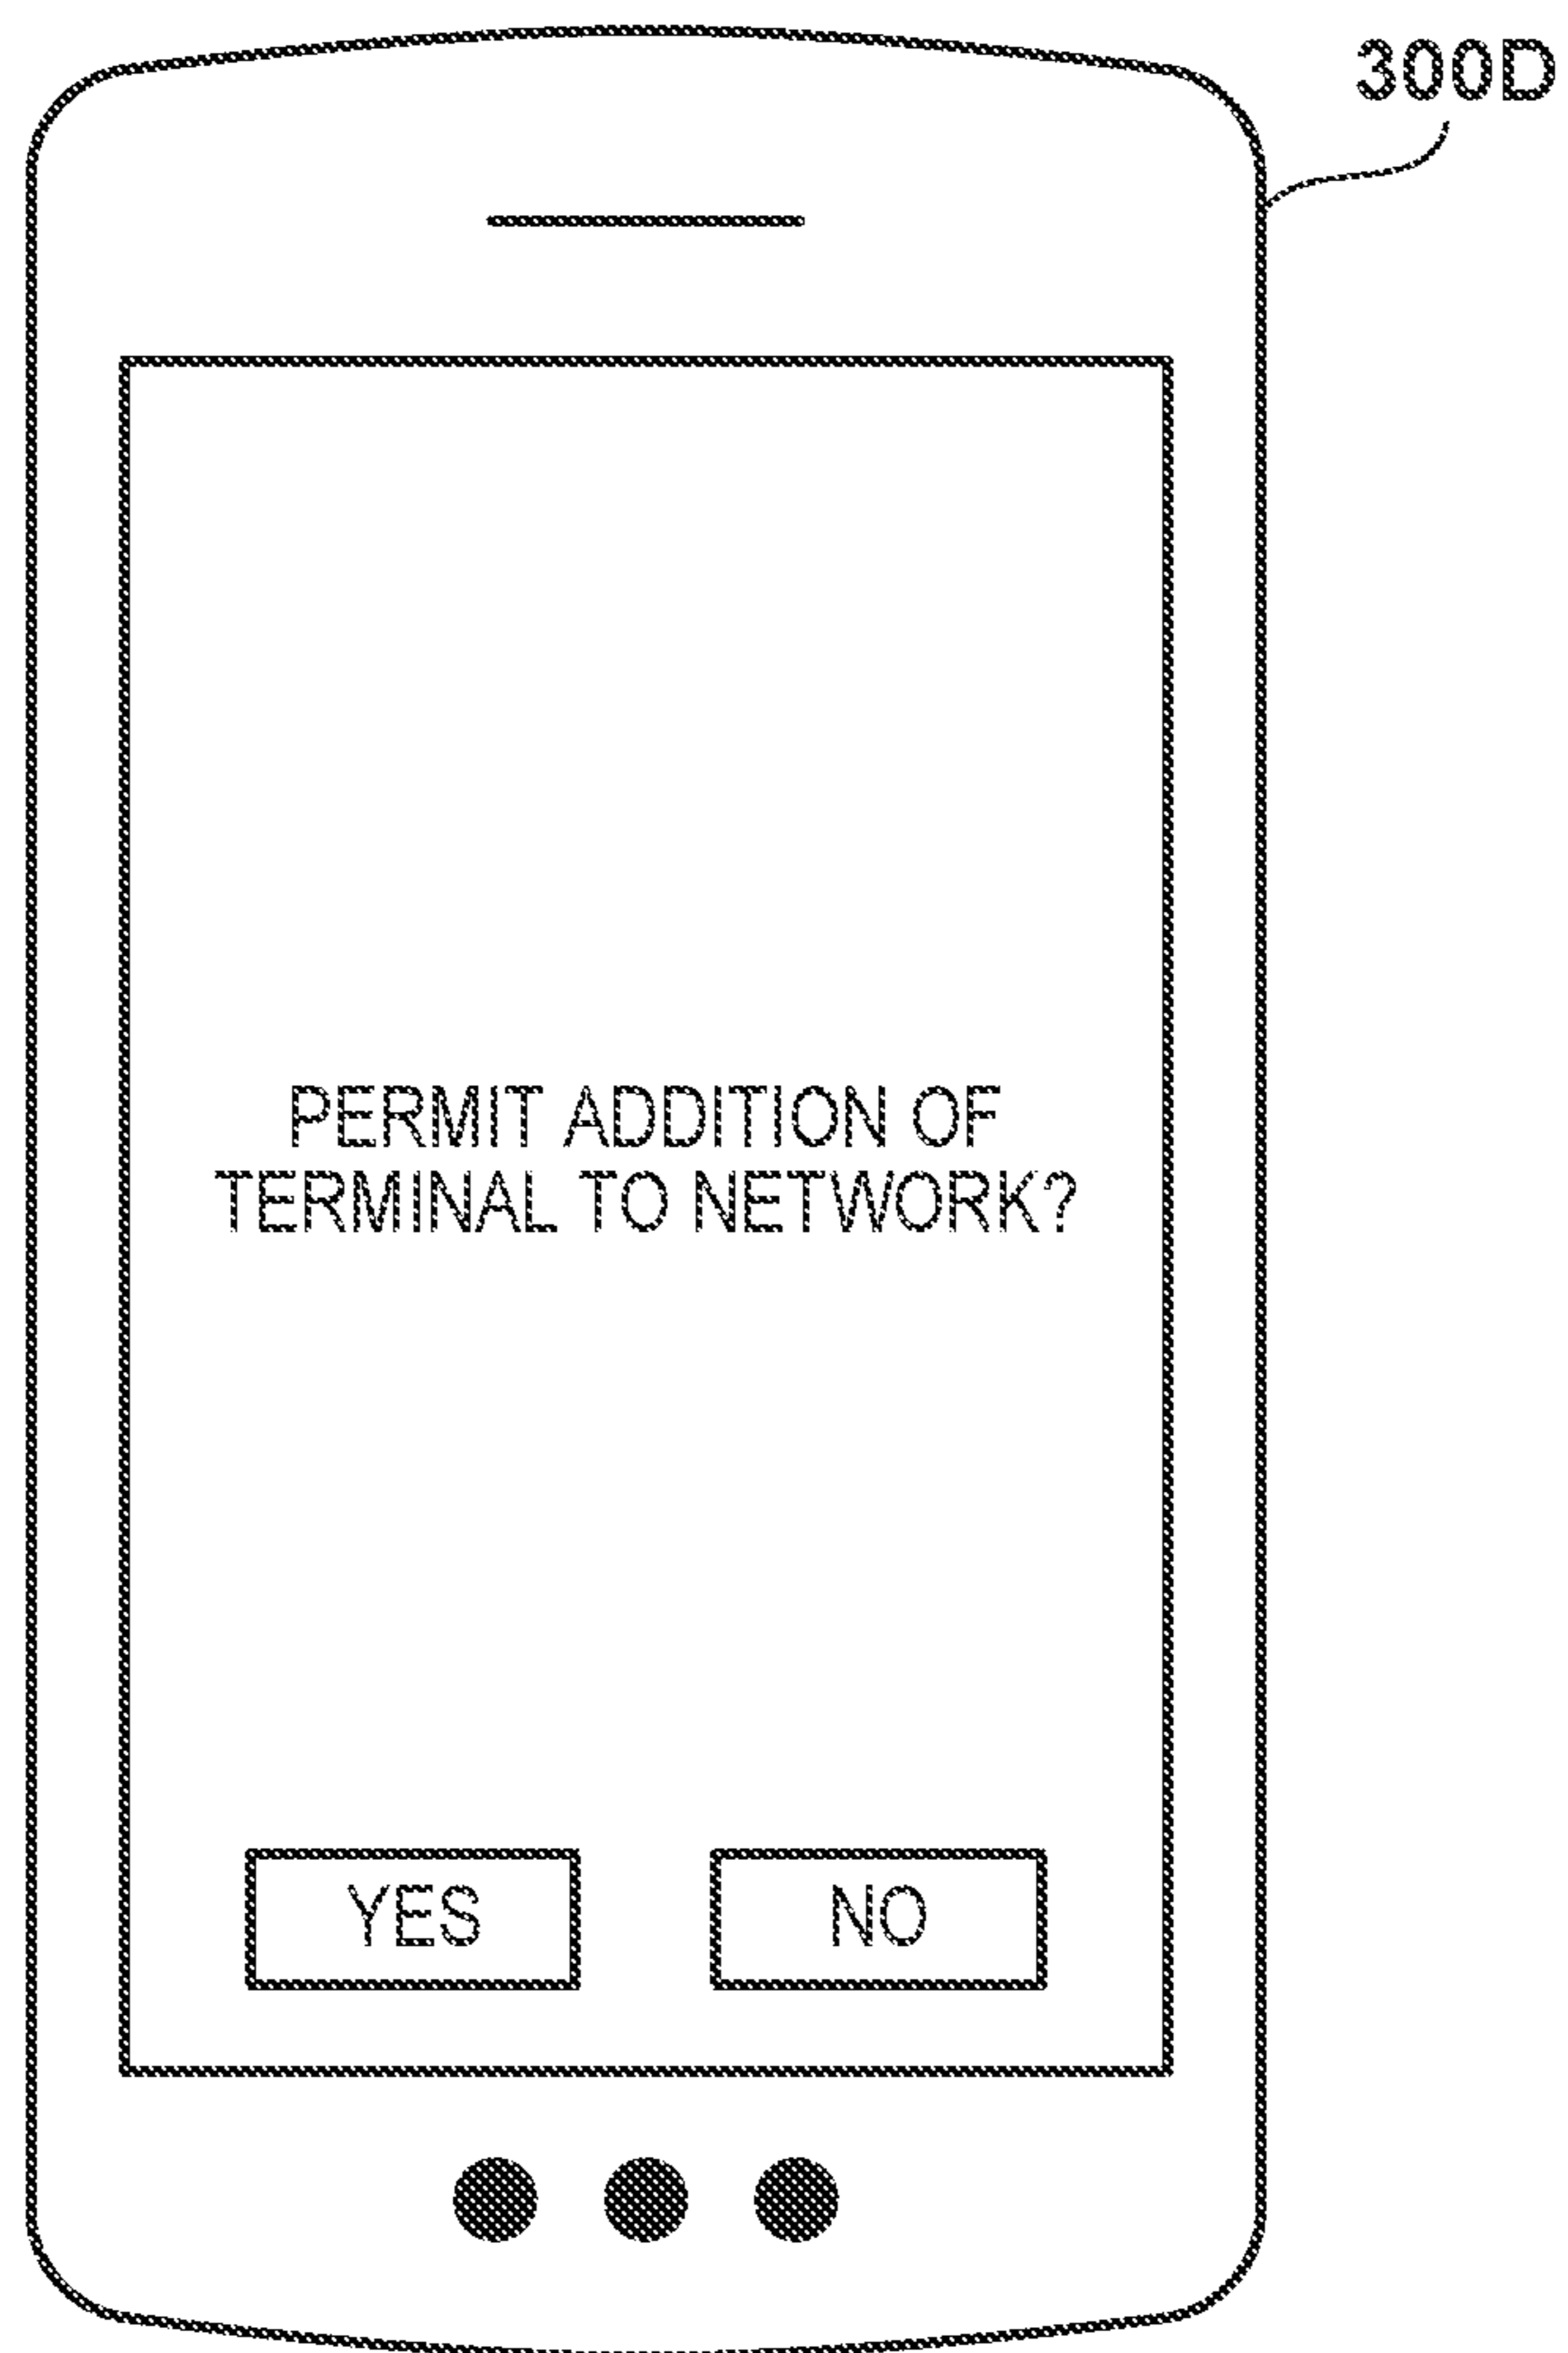 300D
PERMIT ADDITION OF
TERMINAL TO NETWORK?
YES
NO